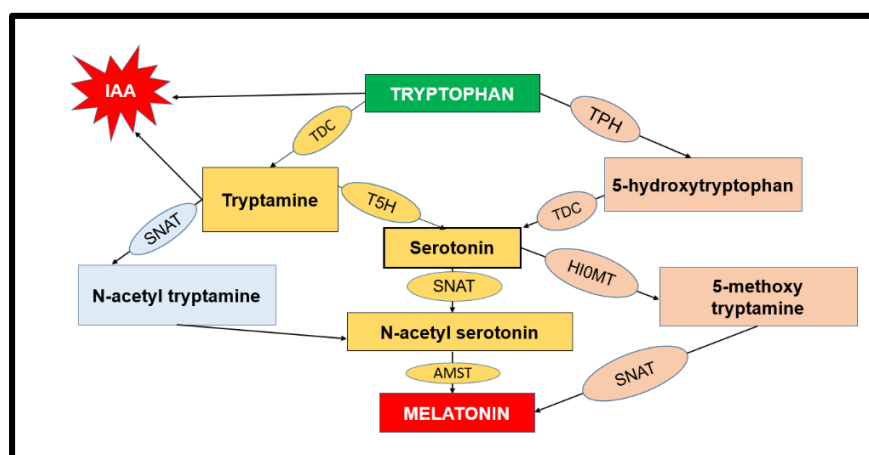 IAA
TRYPTOPHAN
TDC
TPH
Tryptamine
T5H
5-hydroxytryptophan
TDC
SNAT
Serotonin
HI0MT
N-acetyl tryptamine
SNAT
5-methoxy
tryptamine
N-acetyl serotonin
AMST
SNAT
MELATONIN